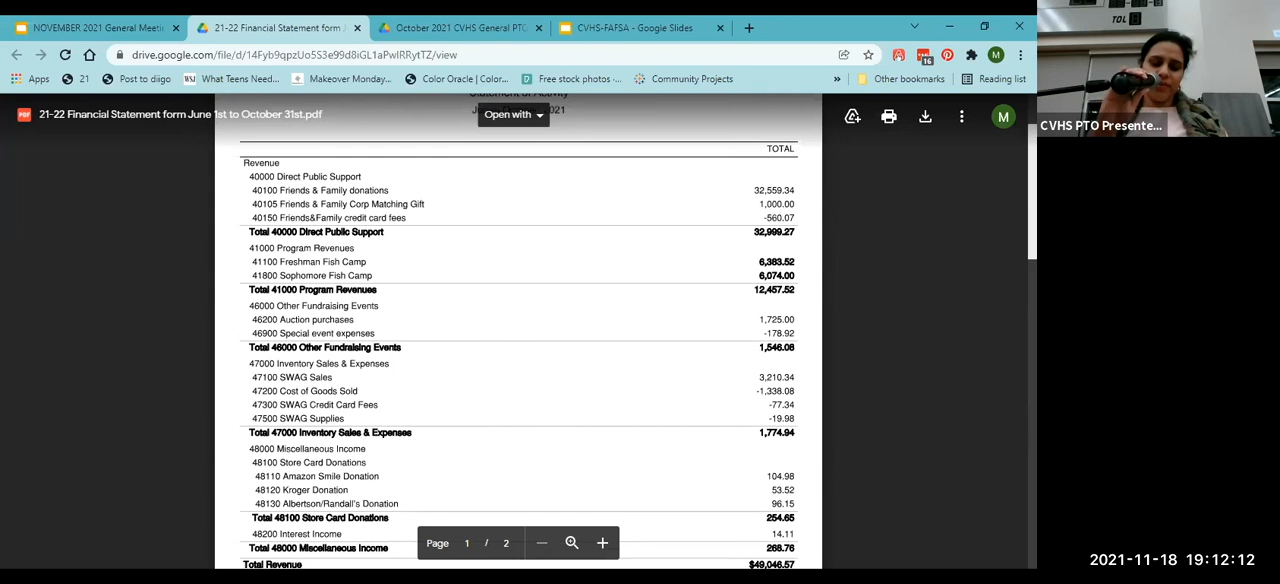 NOVEMBER 2021 General Meeti
21-22 Financial Statement form J
October 2021 CVHS General PTO
CVHS-FAFSA - Google Slides
drive.google.com/file/d/14Fyb9qpzUo5S3e99d8iGL1aPwIRRytTZ/view
16
M
Apps
21
Post to diigo
WSJ
What Teens Need...
Makeover Monday...
Color Oracle | Color...
Free stock photos ·...
Community Projects
»
Other bookmarks
Reading list
PDF
21-22 Financial Statement form June 1st to October 31st.pdf
Statement of Activity
Open with
M
TOTAL
Revenue
40000 Direct Public Support
40100 Friends & Family donations 32,559.34
40105 Friends & Family Corp Matching Gift 1,000.00
40150 Friends&Family credit card fees -560.07
Total 40000 Direct Public Support 32,999.27
41000 Program Revenues
41100 Freshman Fish Camp 6,383.52
41800 Sophomore Fish Camp 6,074.00
Total 41000 Program Revenues 12,457.52
46000 Other Fundraising Events
46200 Auction purchases 1,725.00
46900 Special event expenses -178.92
Total 46000 Other Fundraising Events 1,546.08
47000 Inventory Sales & Expenses
47100 SWAG Sales 3,210.34
47200 Cost of Goods Sold -1,338.08
47300 SWAG Credit Card Fees -77.34
47500 SWAG Supplies -19.98
Total 47000 Inventory Sales & Expenses 1,774.94
48000 Miscellaneous Income
48100 Store Card Donations
48110 Amazon Smile Donation 104.98
48120 Kroger Donation 53.52
48130 Albertson/Randall's Donation 96.15
Total 48100 Store Card Donations 254.65
48200 Interest Income 14.11
Total 48000 Miscellaneous Income 268.76
Total Revenue $49,046.57
Page 1 / 2
TOL
CVHS PTO Presente...
2021-11-18 19:12:12